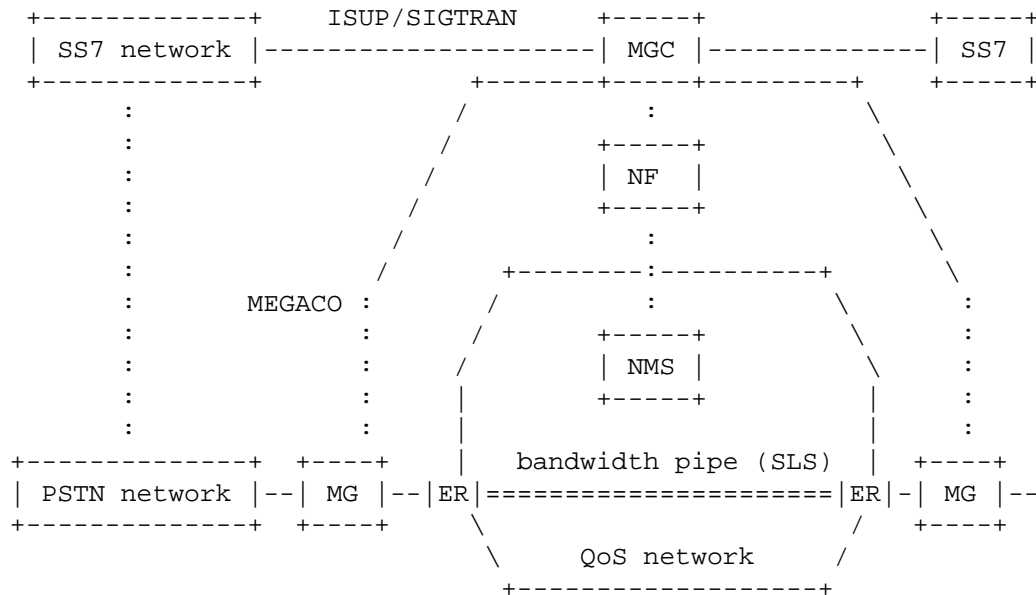 ISUP/SIGTRAN
SS7 network MGC SS7
NF
MEGACO
NMS
bandwidth pipe (SLS)
PSTN network MG ER ER MG
QoS network